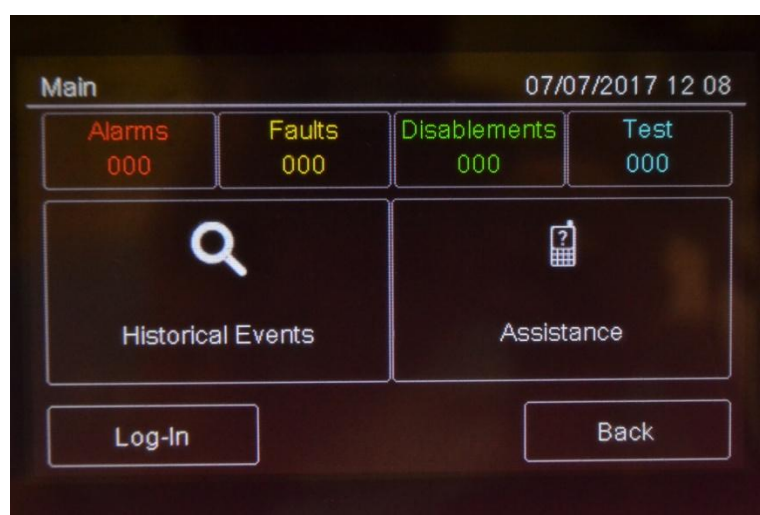 Main 07/07/2017 12 08
Alarms Faults Disablements Test
000 000 000 000
?
Historical Events Assistance
Log-In Back